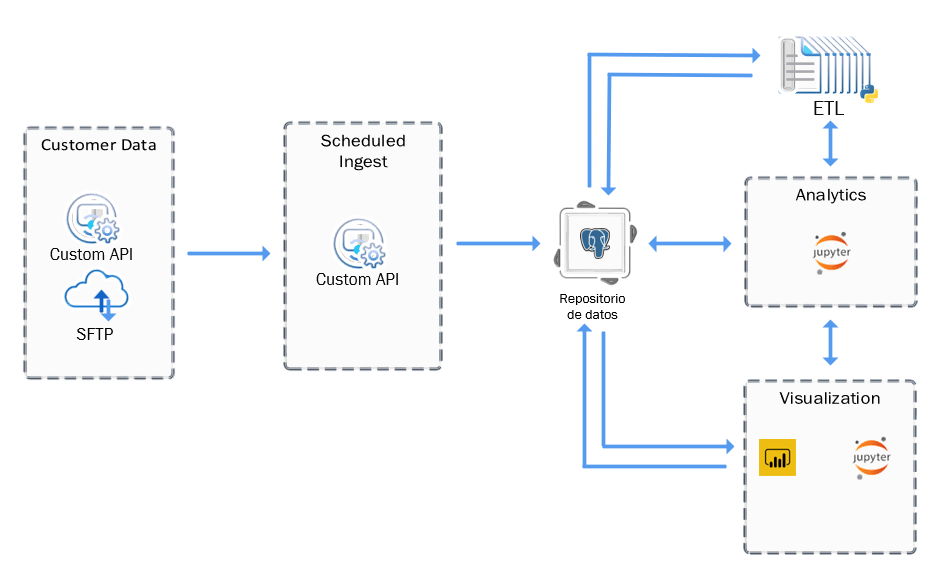 Customer Data
Custom API
SFTP
Scheduled
Ingest
Custom API
Repositorio
de datos
ETL
Analytics
jupyter
Visualization
jupyter